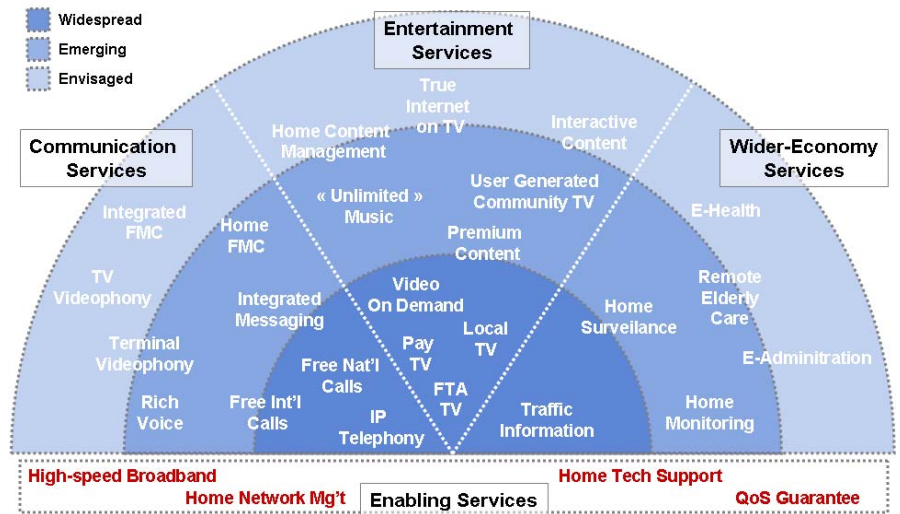 Widespread
Emerging
Envisaged
Entertainment
Services
Communication
Services
Wider-Economy
Services
True
Internet
on TV
Home Content
Management
Interactive
Content
« Unlimited »
Music
User Generated
Community TV
Premium
Content
Integrated
FMC
Home
FMC
E-Health
TV
Videophony
Integrated
Messaging
Video
On Demand
Local
TV
Pay
TV
FTA
TV
Home
Surveilance
Remote
Elderly
Care
Terminal
Videophony
Free Nat'l
Calls
E-Adminitration
Rich
Voice
Free Int'l
Calls
IP
Telephony
Traffic
Information
Home
Monitoring
High-speed Broadband
Home Network Mg't
Enabling Services
Home Tech Support
QoS Guarantee